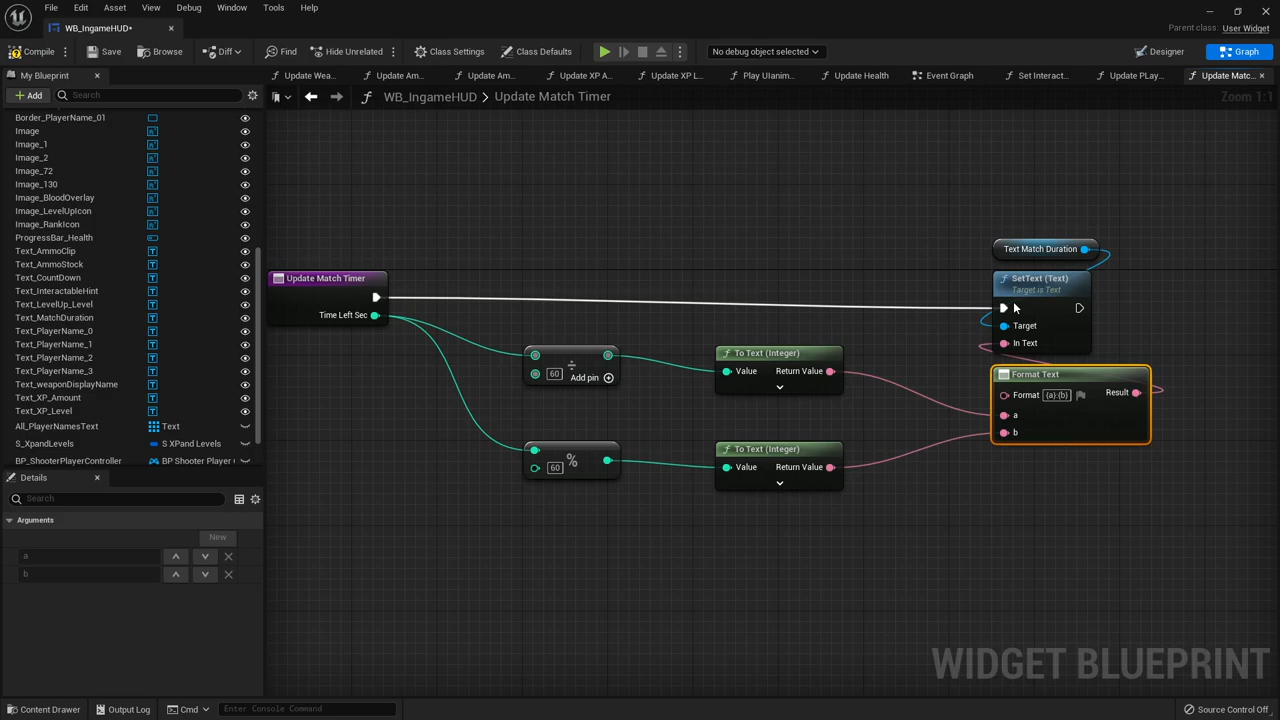 File Edit Asset View Debug Window Tools Help
WB_IngameHUD•
Parent class: User Widget
Compile Save Browse Diff Find Hide Unrelated Class Settings Class Defaults No debug object selected Designer Graph
My Blueprint Update Wea... Update Am... Update Am... Update XP A... Update XP L... Play UIanim... Update Health Event Graph Set Interact... Update PLay... Update Matc...
Add Search WB_IngameHUD > Update Match Timer Zoom 1:1
Border_PlayerName_01
Image
Image_1
Image_2
Image_72
Image_130
Image_BloodOverlay
Image_LevelUpIcon
Image_RankIcon
ProgressBar_Health
Text_AmmoClip
Text_AmmoStock
Text_CountDown
Text_InteractableHint
Text_LevelUp_Level
Text_MatchDuration
Text_PlayerName_0
Text_PlayerName_1
Text_PlayerName_2
Text_PlayerName_3
Text_weaponDisplayName
Text_XP_Amount
Text_XP_Level
All_PlayerNamesText Text
S_XpandLevels S XPand Levels
BP_ShooterPlayerController BP Shooter Player
Details
Search
Arguments
New
a
b
Update Match Timer
Time Left Sec
60 ÷
Add pin
60 %
To Text (Integer)
Value Return Value
To Text (Integer)
Value Return Value
Text Match Duration
SetText (Text)
Target is Text
Target
In Text
Format Text
Format {a}:{b} Result
a
b
WIDGET BLUEPRINT
Content Drawer Output Log Cmd Enter Console Command Source Control Off